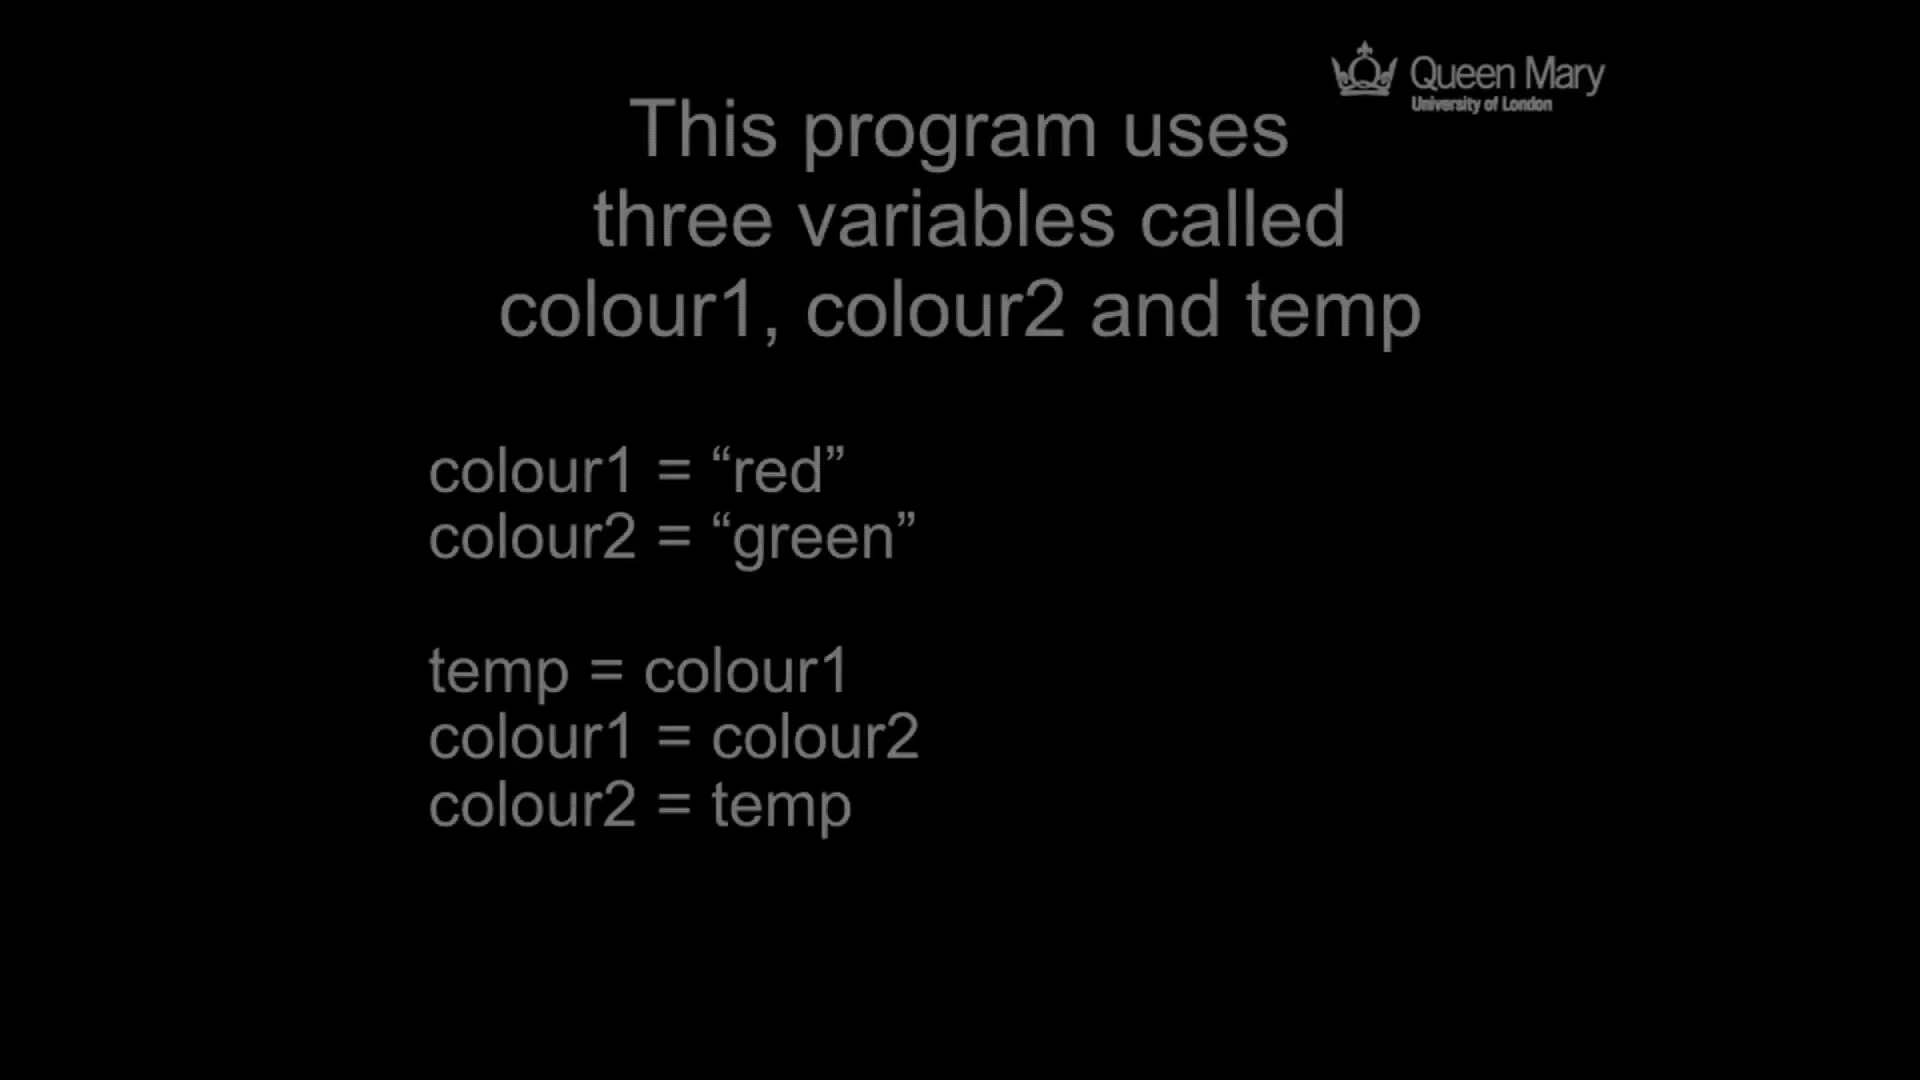 Queen Mary
University of London
This program uses
three variables called
colour1, colour2 and temp
colour1 = “red”
colour2 = “green”
temp = colour1
colour1 = colour2
colour2 = temp